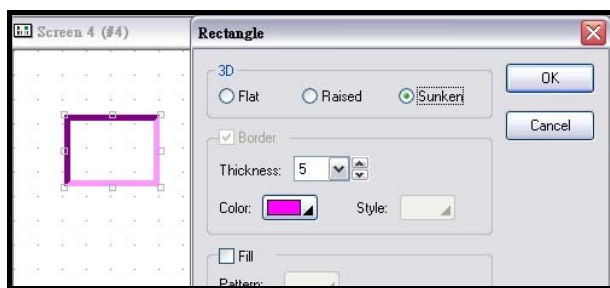 Screen 4 (#4)
Rectangle
3D
Flat Raised Sunken
OK
Cancel
Border
Thickness: 5
Color: Style:
Fill
Pattern: